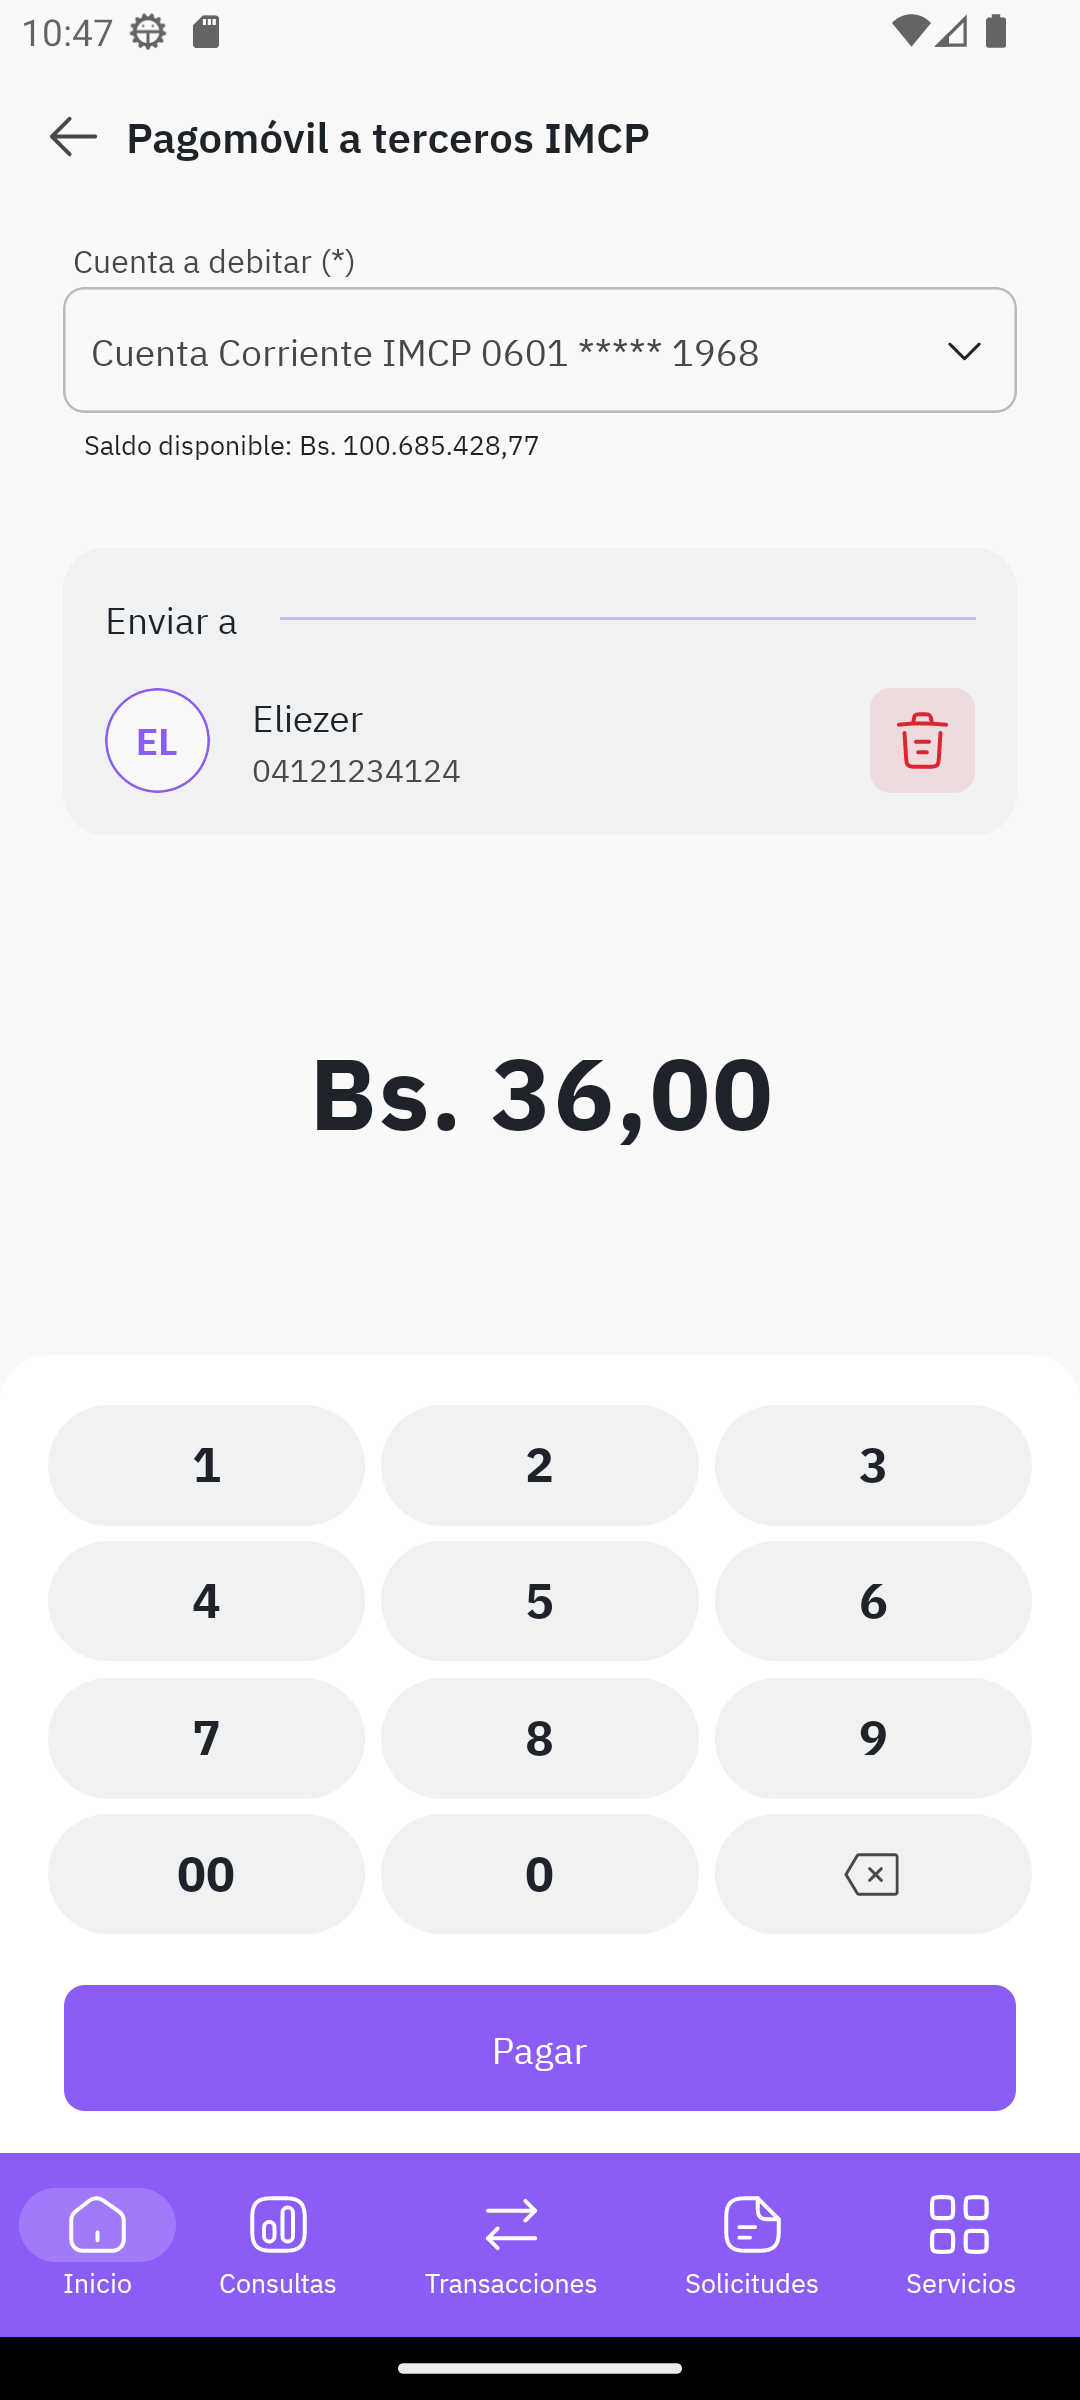 10:47
Pagomóvil a terceros IMCP
Cuenta a debitar (*)
Cuenta Corriente IMCP 0601 ***** 1968
Saldo disponible: Bs. 100.685.428,77
Enviar a
EL
Eliezer
04121234124
Bs. 36,00
1 2 3
4 5 6
7 8 9
00 0
Pagar
Inicio Consultas Transacciones Solicitudes Servicios